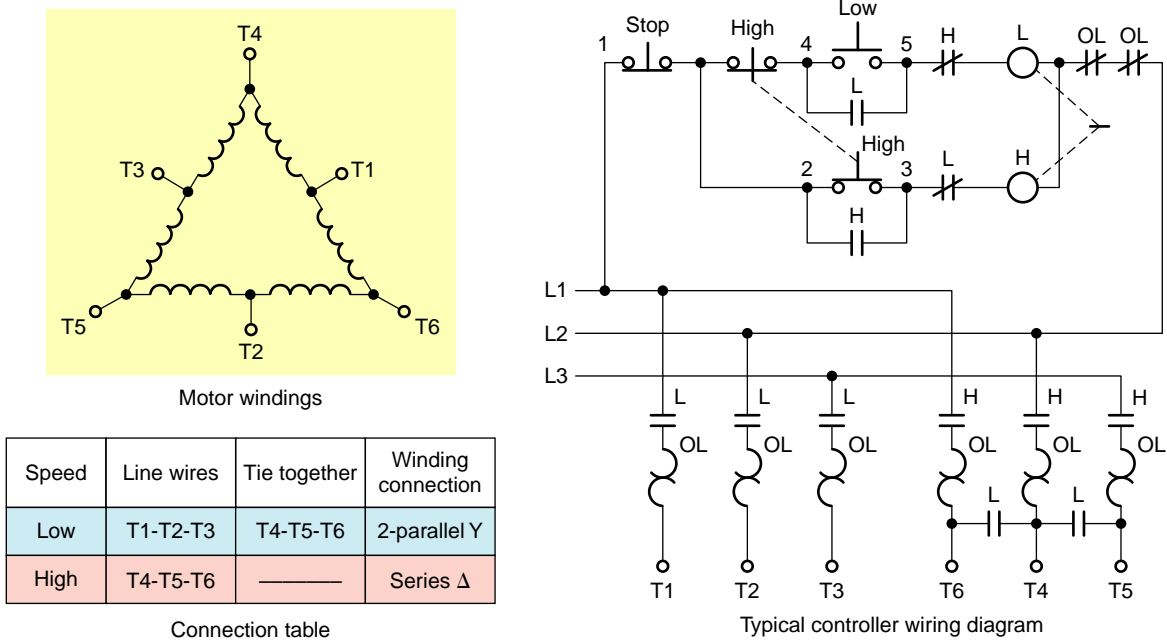 T4
T3
T1
T5
T6
T2
Motor windings
Speed
Line wires
Tie together
Winding
connection
Low
T1-T2-T3
T4-T5-T6
2-parallel Y
High
T4-T5-T6
———
Series Δ
Connection table
Low
Stop
High
H
L
OL
OL
1
4
5
L
High
2
3
L
H
H
L1
L2
L3
L
L
L
H
H
H
OL
OL
OL
OL
OL
OL
L
L
T1
T2
T3
T6
T4
T5
Typical controller wiring diagram